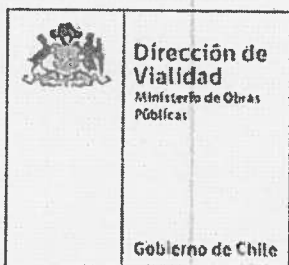 Dirección de
Vialidad
Ministerio de Obras
Públicas
Gobierno de Chile